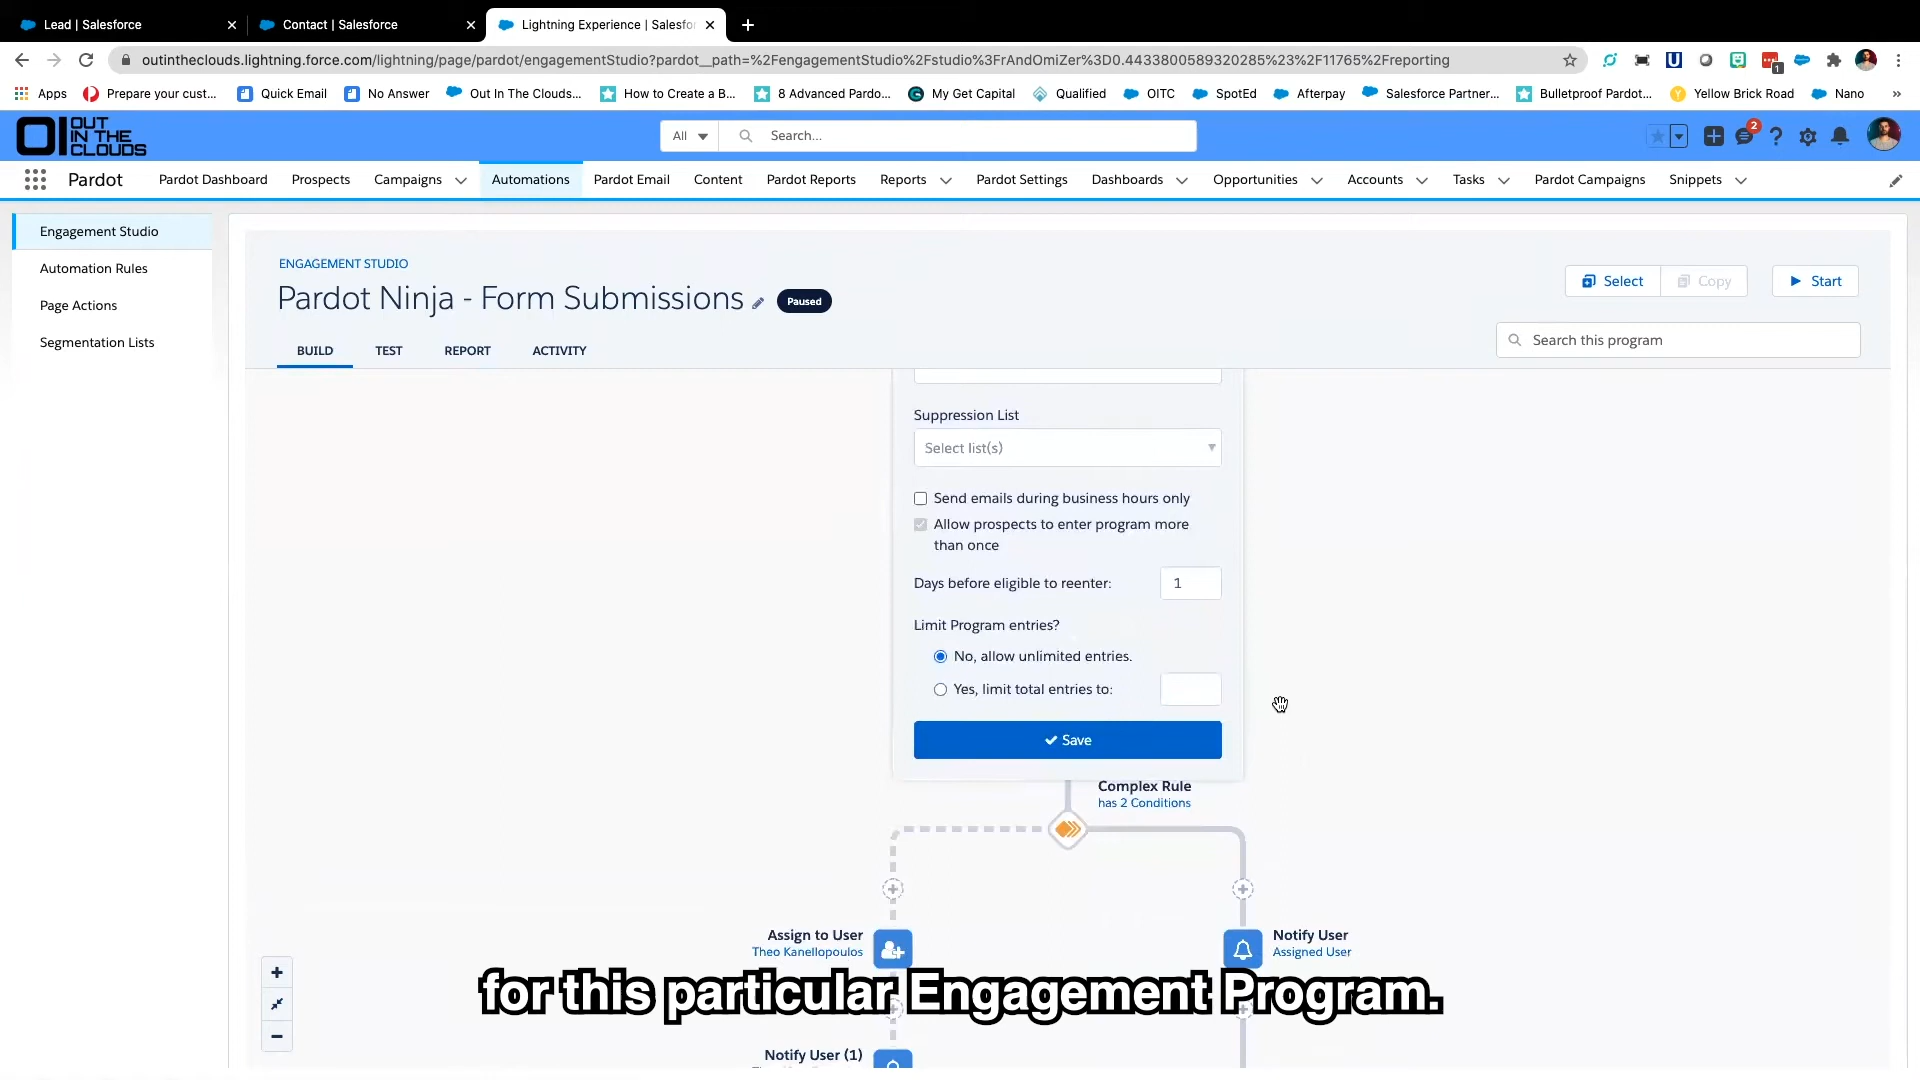 Lead | Salesforce
Contact | Salesforce
Lightning Experience | Salesfo
outintheclouds.lightning.force.com/lightning/page/pardot/engagementStudio?pardot__path=%2FengagementStudio%2Fstudio%3FrAndOmiZer%3D0.4433800589320285%23%2F11765%2Freporting
1
Apps Prepare your cust... Quick Email No Answer Out In The Clouds... How to Create a B... 8 Advanced Pardo... My Get Capital Qualified OITC SpotEd Afterpay Salesforce Partner... Bulletproof Pardot... Yellow Brick Road Nano »
OUT
IN THE
CLOUDS
All Search... 2
Pardot Pardot Dashboard Prospects Campaigns Automations Pardot Email Content Pardot Reports Reports Pardot Settings Dashboards Opportunities Accounts Tasks Pardot Campaigns Snippets
Engagement Studio
Automation Rules
Page Actions
Segmentation Lists
ENGAGEMENT STUDIO
Pardot Ninja - Form Submissions Paused
Select Copy Start
BUILD TEST REPORT ACTIVITY
Search this program
Suppression List
Select list(s)
Send emails during business hours only
Allow prospects to enter program more
than once
Days before eligible to reenter: 1
Limit Program entries?
No, allow unlimited entries.
Yes, limit total entries to:
Save
Complex Rule
has 2 Conditions
Assign to User
Theo Kanellopoulos
Notify User
Assigned User
for this particular Engagement Program.
Notify User (1)